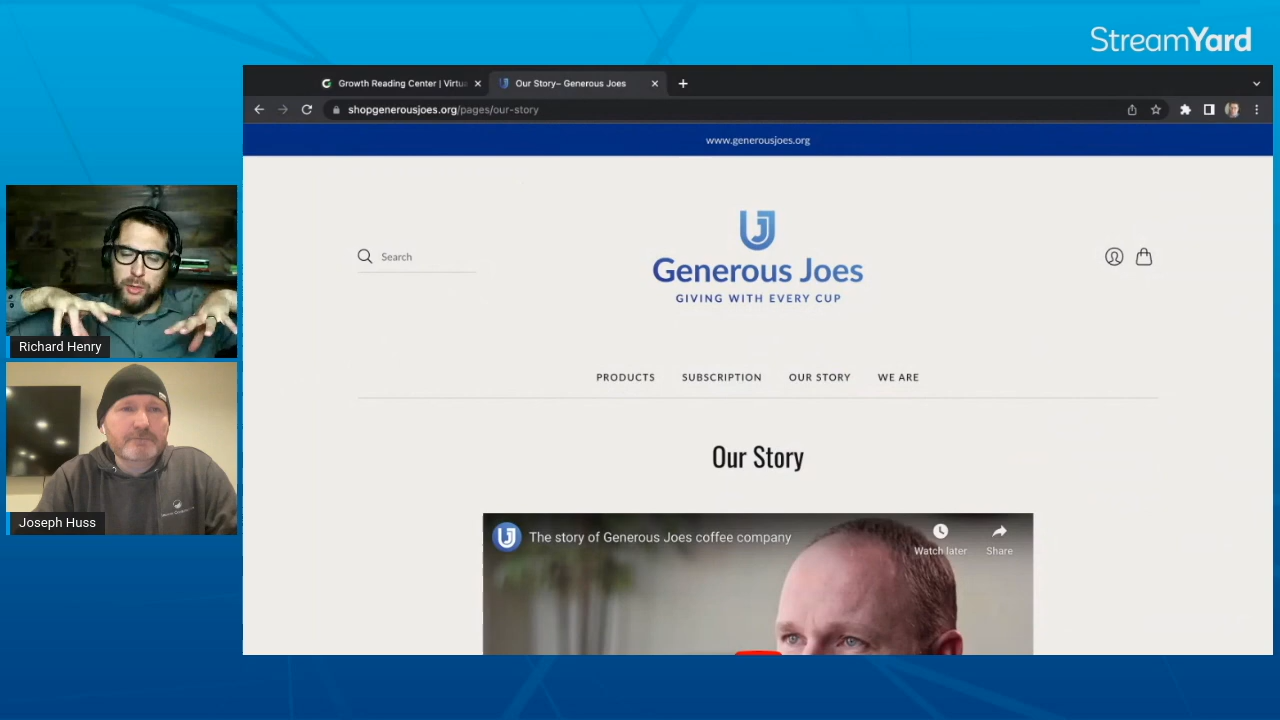 StreamYard
Growth Reading Center | Virtu
Our Story– Generous Joes
shopgenerousjoes.org/pages/our-story
www.generousjoes.org
Search
Generous Joes
GIVING WITH EVERY CUP
PRODUCTS SUBSCRIPTION OUR STORY WE ARE
Our Story
The story of Generous Joes coffee company
Watch later
Share
Richard Henry
Joseph Huss